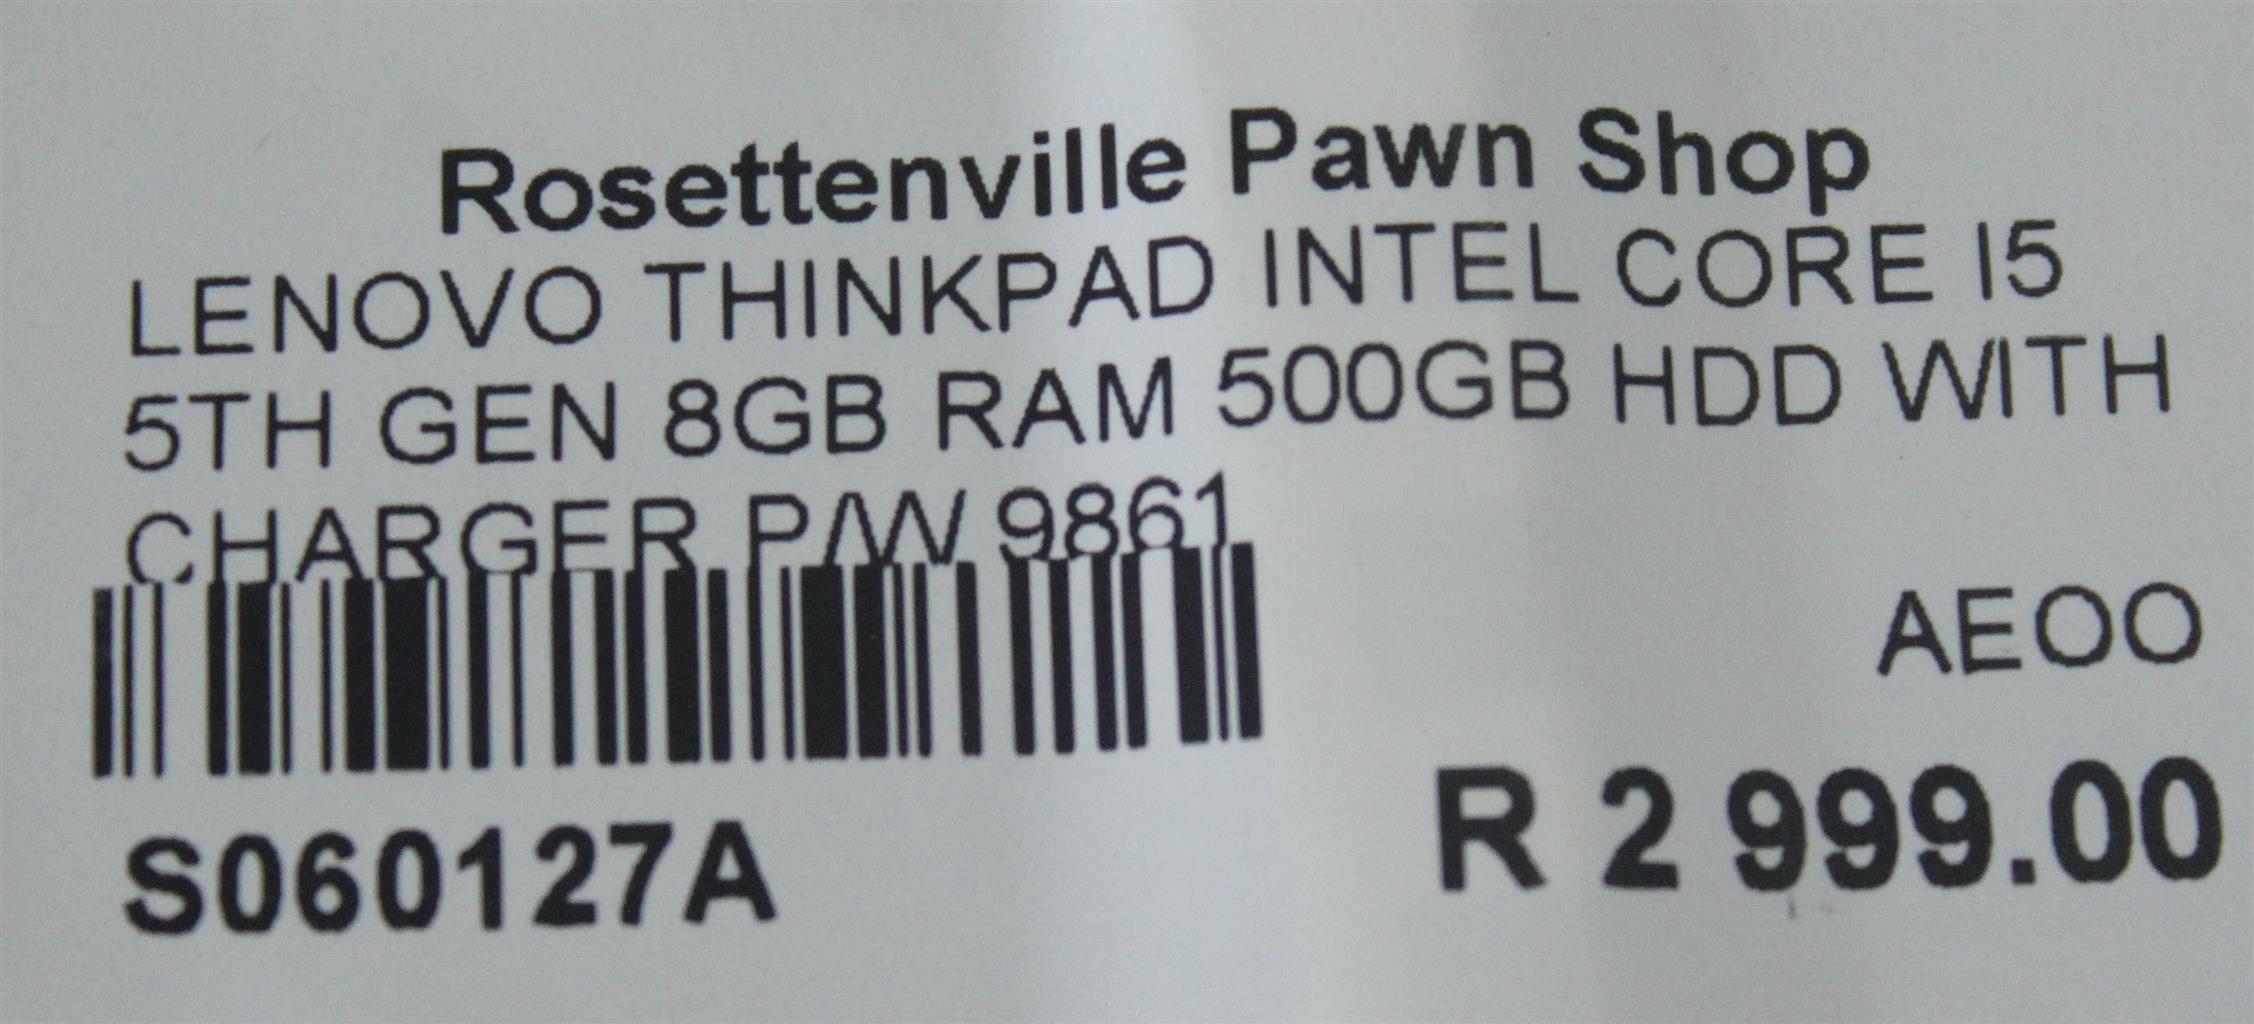 Rosettenville Pawn Shop
LENOVO THINKPAD INTEL CORE I5
5TH GEN 8GB RAM 500GB HDD WITH
CHARGER P/W 9861
AEOO
S060127A
R 2 999.00